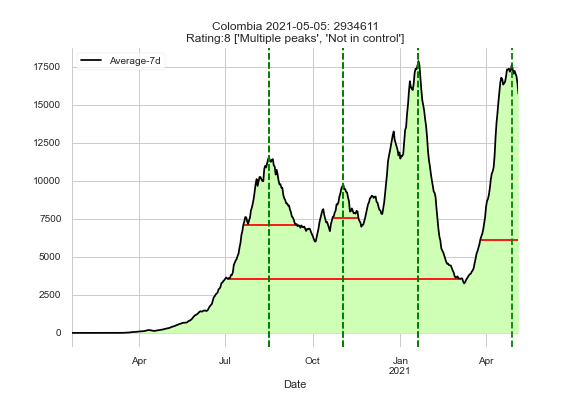 Colombia 2021-05-05: 2934611
Rating:8 ['Multiple peaks', 'Not in control']
Average-7d
17500
15000
12500
10000
7500
5000
2500
0
Apr Jul Oct Jan Apr
2021
Date